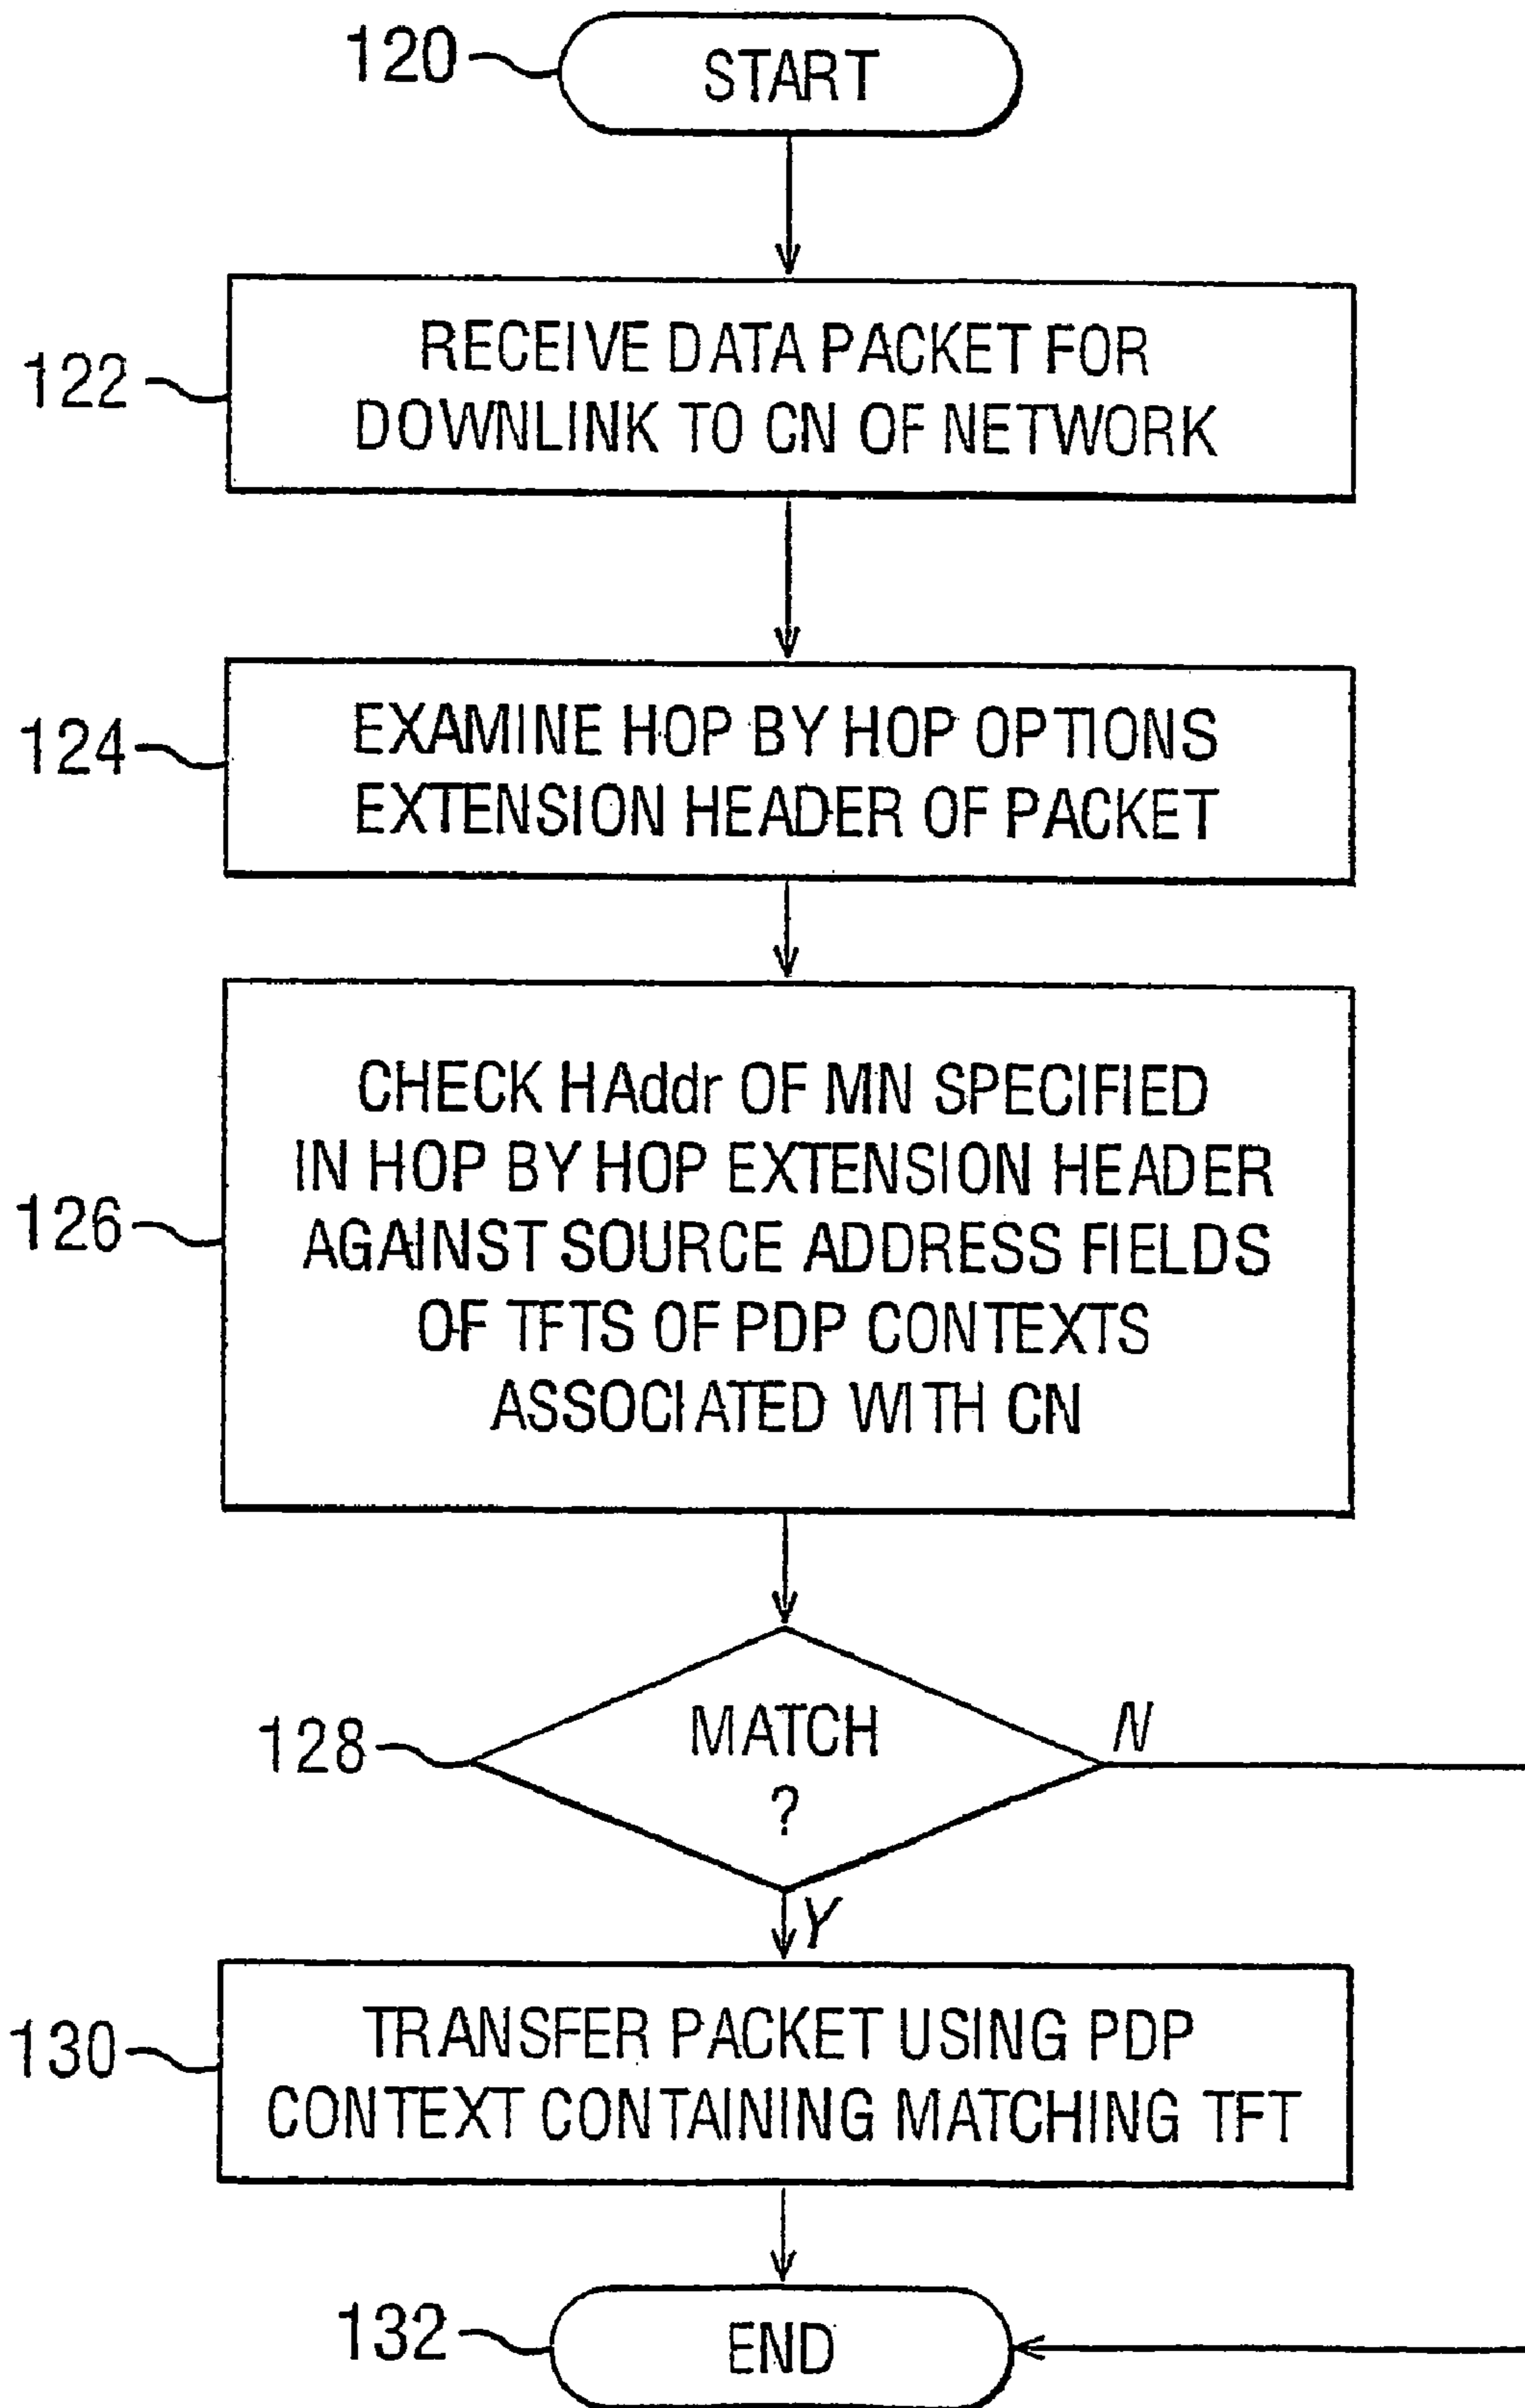 120
START
122
RECEIVE DATA PACKET FOR
DOWNLINK TO CN OF NETWORK
124
EXAMINE HOP BY HOP OPTIONS
EXTENSION HEADER OF PACKET
126
CHECK HAddr OF MN SPECIFIED
IN HOP BY HOP EXTENSION HEADER
AGAINST SOURCE ADDRESS FIELDS
OF TFTS OF PDP CONTEXTS
ASSOCIATED WITH CN
128
MATCH
?
N
Y
130
TRANSFER PACKET USING PDP
CONTEXT CONTAINING MATCHING TFT
132
END